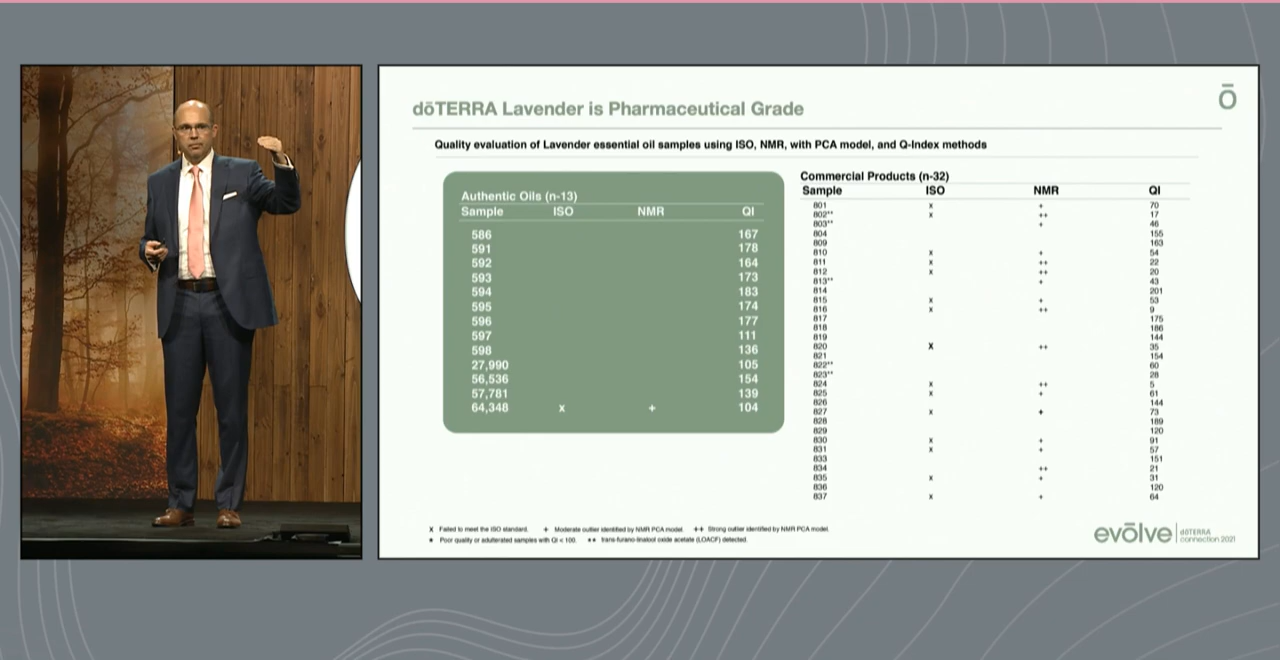 dōTERRA Lavender is Pharmaceutical Grade
ō
Quality evaluation of Lavender essential oil samples using ISO, NMR, with PCA model, and Q-Index methods
Authentic Oils (n-13)
Sample ISO NMR QI
586 167
591 178
592 164
593 173
594 183
595 174
596 177
597 111
598 136
27,990 105
56,536 154
57,781 139
64,348 x + 104
Commercial Products (n-32)
Sample ISO NMR QI
801 x + 70
802** x ++ 17
803** + 46
804 155
809 163
810 x + 54
811 x ++ 22
812 x ++ 20
813** + 43
814 201
815 x + 53
816 x ++ 9
817 175
818 186
819 144
820 x ++ 35
821 154
822** 60
823** 28
824 x ++ 5
825 x + 61
826 144
827 x + 73
828 189
829 120
830 x + 91
831 x + 57
833 151
834 ++ 21
835 x + 31
836 120
837 x + 64
X Failed to meet the ISO standard. + Moderate outlier identified by NMR PCA model. ++ Strong outlier identified by NMR PCA model.
* Poor quality or adulterated samples with QI < 100. ** trans-furano-linalool oxide acetate (LOACF) detected.
evōlve dōTERRA
connection 2021